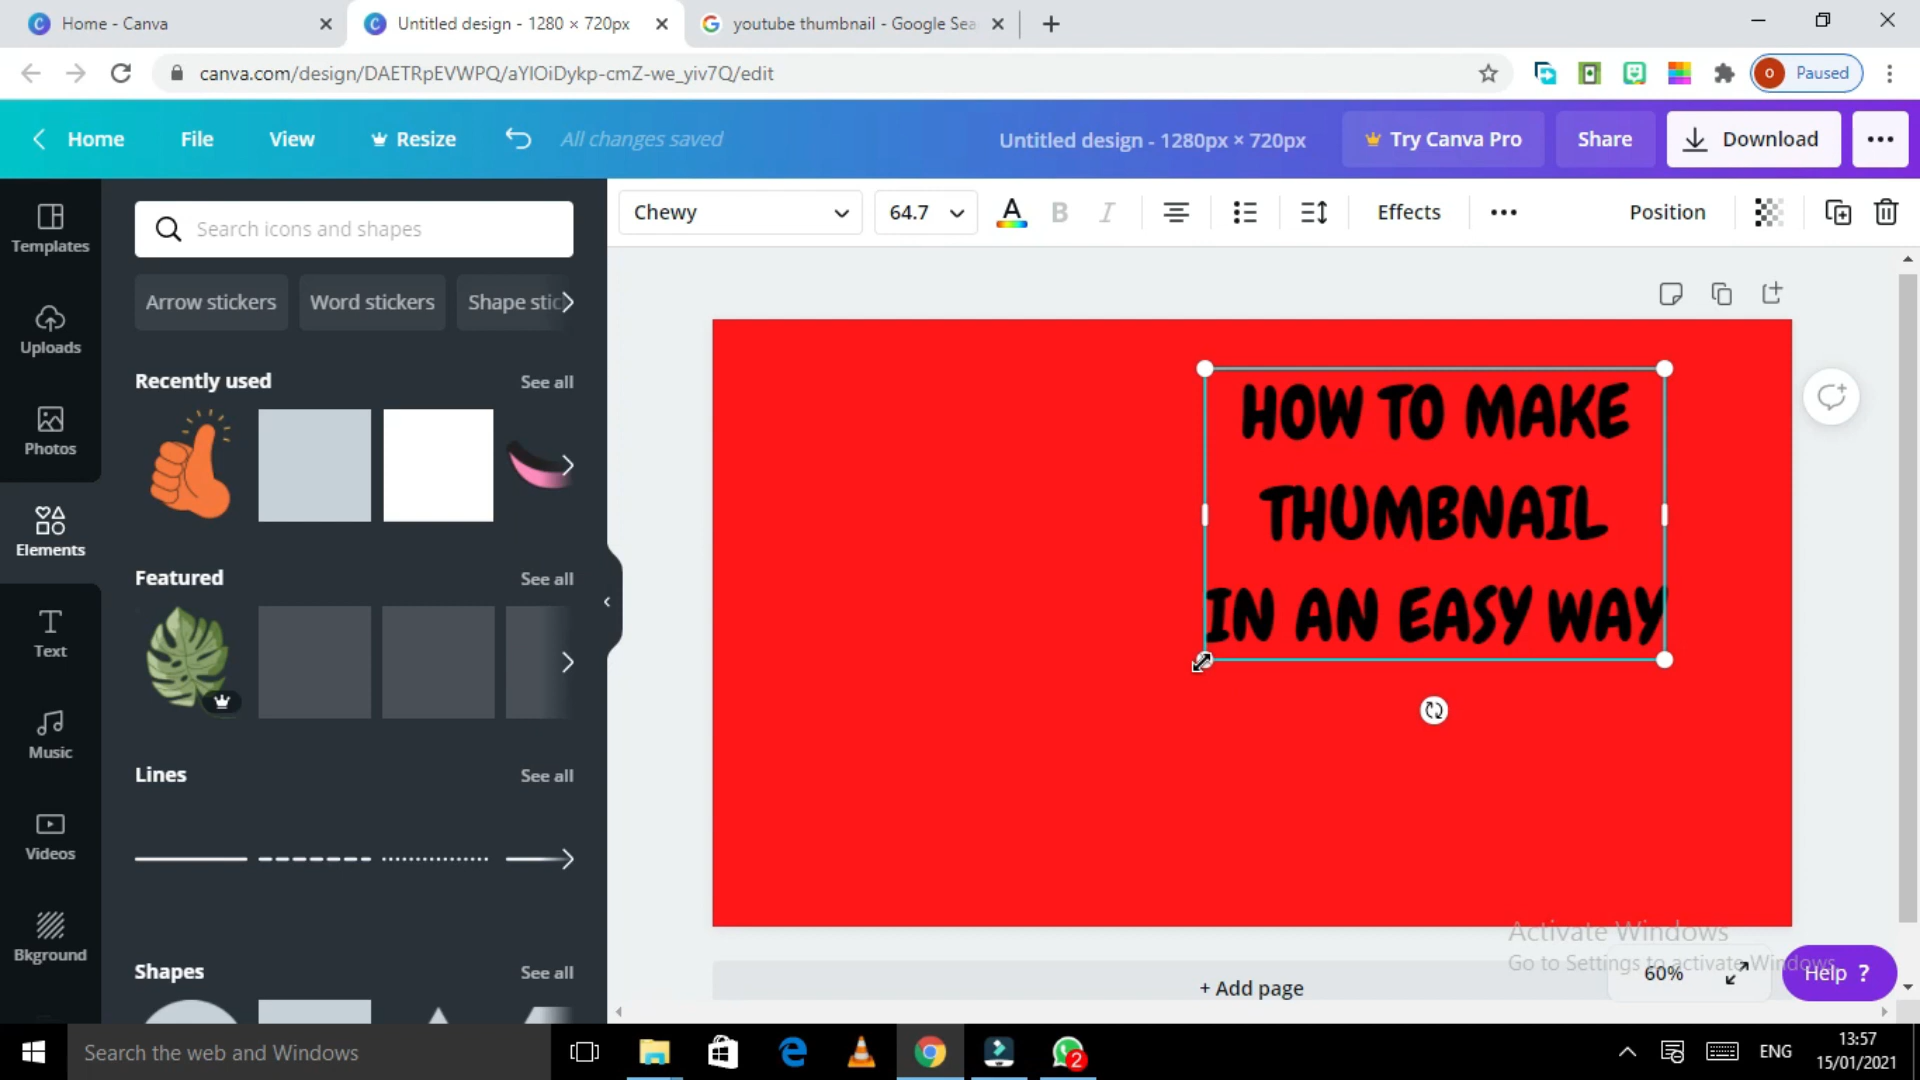 Home - Canva
Untitled design - 1280 × 720px
youtube thumbnail - Google Sea
canva.com/design/DAETRpEVWPQ/aYlOiDykp-cmZ-we_yiv7Q/edit
o Paused
Home File View Resize All changes saved Untitled design - 1280px × 720px Try Canva Pro Share Download
Chewy 64.7 A B I Effects Position
Templates
Uploads
Photos
Elements
Text
Music
Videos
Bkground
Search icons and shapes
Arrow stickers Word stickers Shape stic
Recently used See all
Featured See all
Lines See all
Shapes See all
HOW TO MAKE
THUMBNAIL
IN AN EASY WAY
+ Add page
Activate Windows
Go to Settings to activate Windows.
60%
Help ?
Search the web and Windows
2
ENG
13:57
15/01/2021